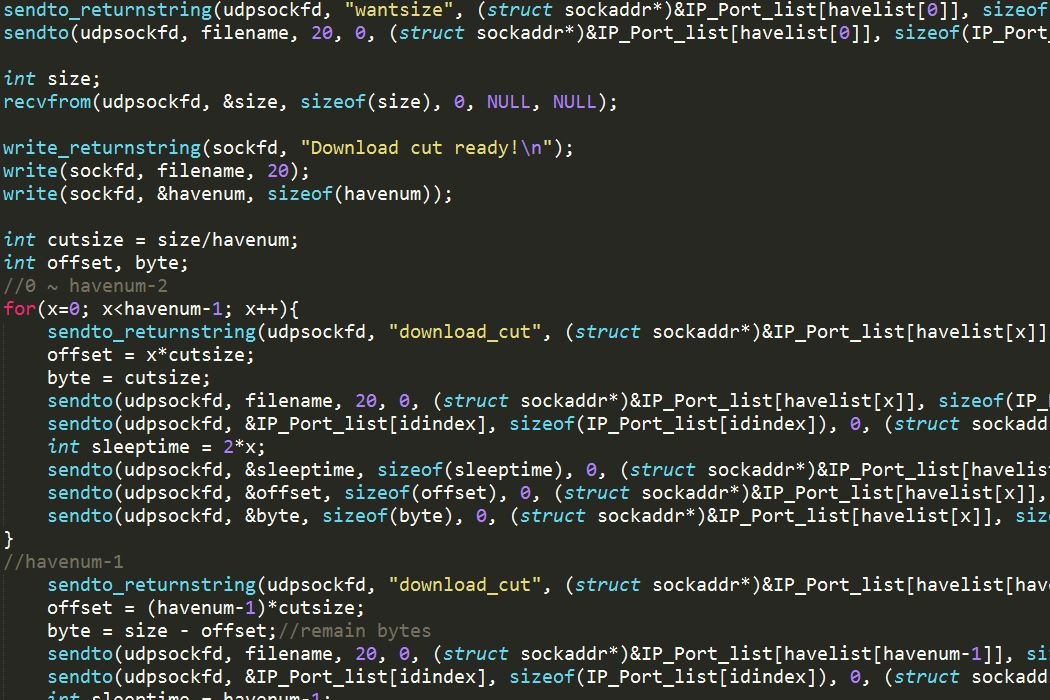 sendto_returnstring(udpsockfd, "wantsize", (struct sockaddr*)&IP_Port_list[havelist[0]], sizeof
sendto(udpsockfd, filename, 20, 0, (struct sockaddr*)&IP_Port_list[havelist[0]], sizeof(IP_Port_
int size;
recvfrom(udpsockfd, &size, sizeof(size), 0, NULL, NULL);
write_returnstring(sockfd, "Download cut ready!\n");
write(sockfd, filename, 20);
write(sockfd, &havenum, sizeof(havenum));
int cutsize = size/havenum;
int offset, byte;
//0 ~ havenum-2
for(x=0; x<havenum-1; x++){
    sendto_returnstring(udpsockfd, "download_cut", (struct sockaddr*)&IP_Port_list[havelist[x]]
    offset = x*cutsize;
    byte = cutsize;
    sendto(udpsockfd, filename, 20, 0, (struct sockaddr*)&IP_Port_list[havelist[x]], sizeof(IP_
    sendto(udpsockfd, &IP_Port_list[idindex], sizeof(IP_Port_list[idindex]), 0, (struct sockadd
    int sleeptime = 2*x;
    sendto(udpsockfd, &sleeptime, sizeof(sleeptime), 0, (struct sockaddr*)&IP_Port_list[havelis
    sendto(udpsockfd, &offset, sizeof(offset), 0, (struct sockaddr*)&IP_Port_list[havelist[x]],
    sendto(udpsockfd, &byte, sizeof(byte), 0, (struct sockaddr*)&IP_Port_list[havelist[x]], siz
}
//havenum-1
    sendto_returnstring(udpsockfd, "download_cut", (struct sockaddr*)&IP_Port_list[havelist[hav
    offset = (havenum-1)*cutsize;
    byte = size - offset;//remain bytes
    sendto(udpsockfd, filename, 20, 0, (struct sockaddr*)&IP_Port_list[havelist[havenum-1]], si
    sendto(udpsockfd, &IP_Port_list[idindex], sizeof(IP_Port_list[idindex]), 0, (struct sockadd
    int sleeptime = havenum-1;